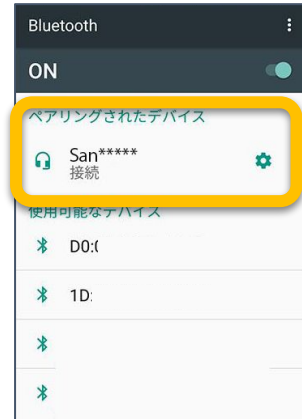 Bluetooth
ON
ペアリングされたデバイス
San*****
接続
使用可能なデバイス
D0:
1D: